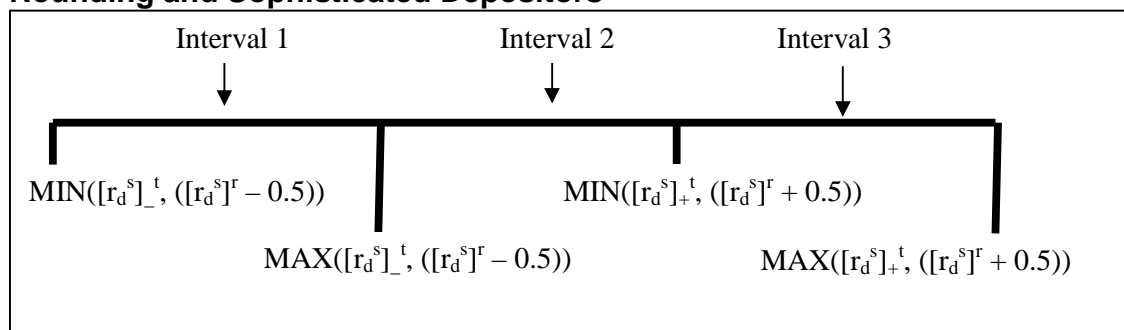 Rounding and Sophisticated Depositors
Interval 1 Interval 2 Interval 3
MIN([r_d^s]_–^t, ([r_d^s]^r – 0.5)) MIN([r_d^s]_+^t, ([r_d^s]^r + 0.5))
MAX([r_d^s]_–^t, ([r_d^s]^r – 0.5)) MAX([r_d^s]_+^t, ([r_d^s]^r + 0.5))